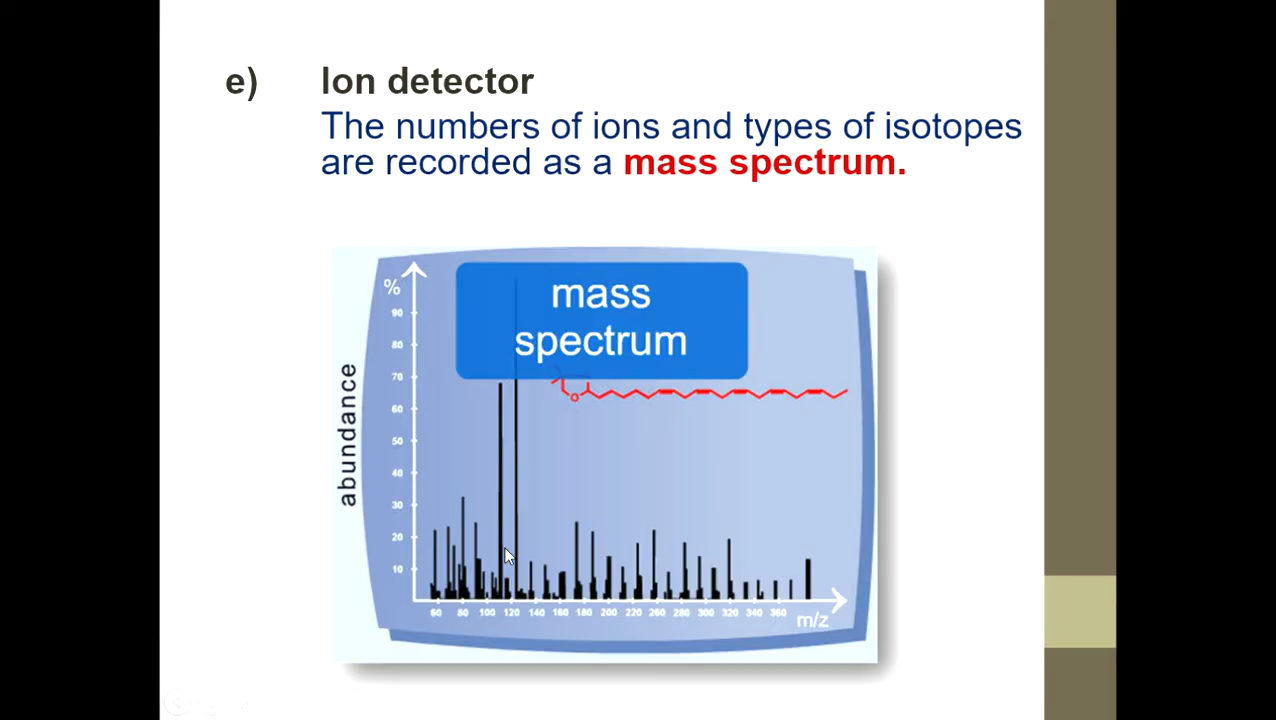 e) Ion detector
The numbers of ions and types of isotopes
are recorded as a mass spectrum.
mass
spectrum
%
90
80
70
60
50
40
30
20
10
abundance
O
60 80 100 120 140 160 180 200 220 240 260 280 300 320 340 360
m/z